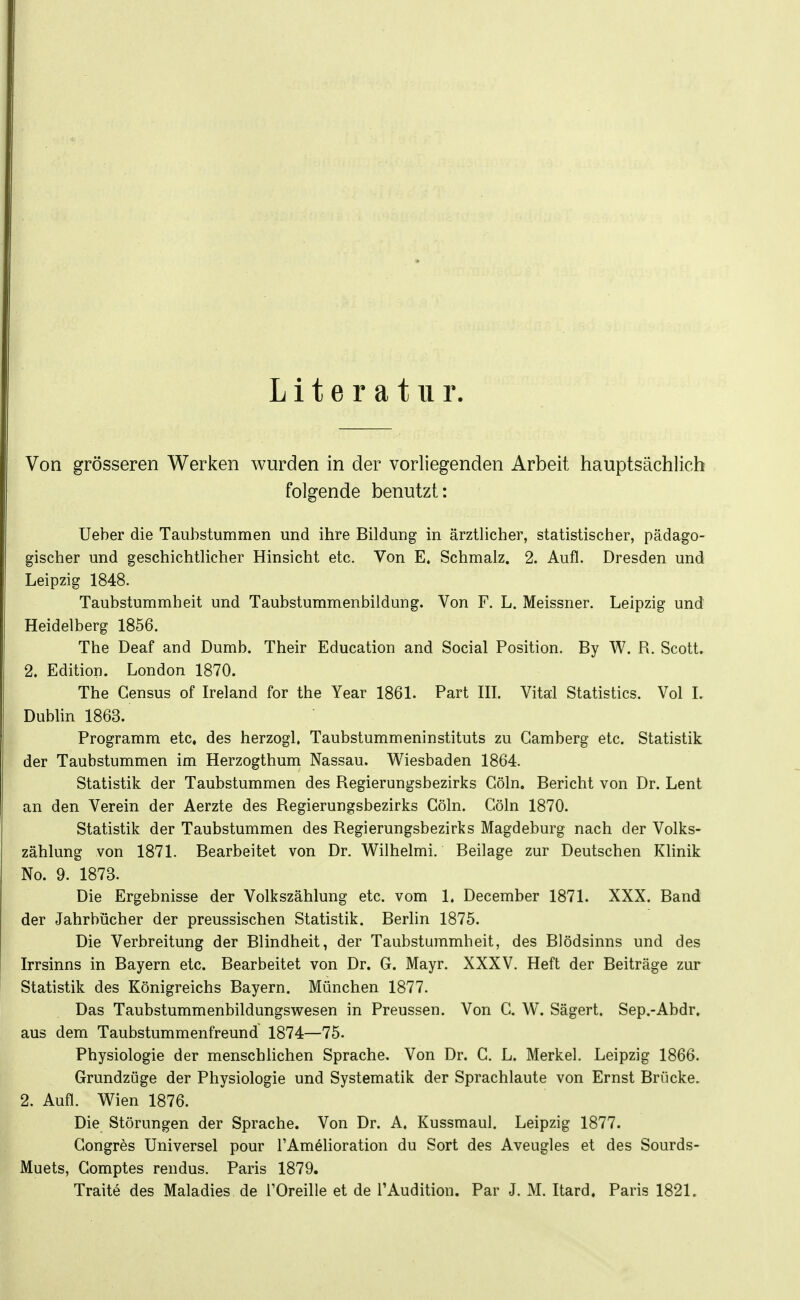 Literatur.
Von grösseren Werken wurden in der vorliegenden Arbeit hauptsächlich
folgende benutzt:
Ueber die Taubstummen und ihre Bildung in ärztlicher, statistischer, pädago-
gischer und geschichtlicher Hinsicht etc. Von E. Schmalz. 2. Aufl. Dresden und
Leipzig 1848.
Taubstummheit und Taubstummenbildung. Von F. L. Meissner. Leipzig und
Heidelberg 1856.
The Deaf and Dumb. Their Education and Social Position. By W. R. Scott.
2. Edition. London 1870.
The Census of Ireland for the Year 1861. Part III. Vital Statistics. Vol I.
Dublin 1863.
Programm etc. des herzogl. Taubstummeninstituts zu Camberg etc. Statistik
der Taubstummen im Herzogthum Nassau. Wiesbaden 1864.
Statistik der Taubstummen des Regierungsbezirks Cöln. Bericht von Dr. Lent
an den Verein der Aerzte des Regierungsbezirks Cöln. Cöln 1870.
Statistik der Taubstummen des Regierungsbezirks Magdeburg nach der Volks-
zählung von 1871. Bearbeitet von Dr. Wilhelmi. Beilage zur Deutschen Klinik
No. 9. 1873.
Die Ergebnisse der Volkszählung etc. vom 1. December 1871. XXX. Band
der Jahrbücher der preussischen Statistik. Berlin 1875.
Die Verbreitung der Blindheit, der Taubstummheit, des Blödsinns und des
Irrsinns in Bayern etc. Bearbeitet von Dr. G. Mayr. XXXV. Heft der Beiträge zur
Statistik des Königreichs Bayern. München 1877.
Das Taubstummenbildungswesen in Preussen. Von C. W. Sägert. Sep.-Abdr.
aus dem Taubstummenfreund 1874—75.
Physiologie der menschlichen Sprache. Von Dr. C. L. Merkel. Leipzig 1866.
Grundzüge der Physiologie und Systematik der Sprachlaute von Ernst Brücke.
2. Aufl. Wien 1876.
Die Störungen der Sprache. Von Dr. A. Kussmaul. Leipzig 1877.
Congrès Universel pour l'Amélioration du Sort des Aveugles et des Sourds-
Muets, Comptes rendus. Paris 1879.
Traité des Maladies de l'Oreille et de l'Audition. Par J. M. Itard. Paris 1821.